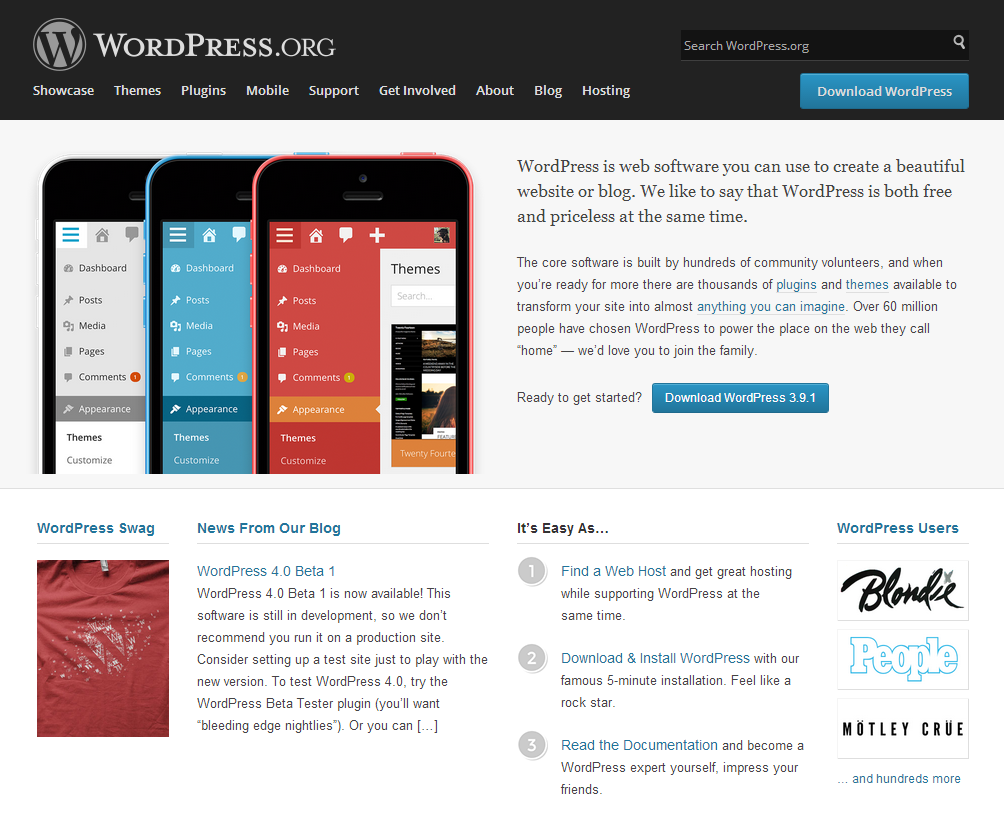 WORDPRESS.ORG
Search WordPress.org
Showcase Themes Plugins Mobile Support Get Involved About Blog Hosting
Download WordPress
Dashboard
Posts
Media
Pages
Comments 1
Appearance
Themes
Customize
Dashboard
Posts
Media
Pages
Comments 1
Appearance
Themes
Customize
Dashboard
Posts
Media
Pages
Comments
Appearance
Themes
Customize
Themes
Search...
Twenty Fourte
WordPress is web software you can use to create a beautiful
website or blog. We like to say that WordPress is both free
and priceless at the same time.
The core software is built by hundreds of community volunteers, and when
you’re ready for more there are thousands of plugins and themes available to
transform your site into almost anything you can imagine. Over 60 million
people have chosen WordPress to power the place on the web they call
“home” — we’d love you to join the family.
Ready to get started? Download WordPress 3.9.1
WordPress Swag
News From Our Blog
WordPress 4.0 Beta 1
WordPress 4.0 Beta 1 is now available! This
software is still in development, so we don’t
recommend you run it on a production site.
Consider setting up a test site just to play with the
new version. To test WordPress 4.0, try the
WordPress Beta Tester plugin (you’ll want
“bleeding edge nightlies”). Or you can […]
It’s Easy As…
1 Find a Web Host and get great hosting
while supporting WordPress at the
same time.
2 Download & Install WordPress with our
famous 5-minute installation. Feel like a
rock star.
3 Read the Documentation and become a
WordPress expert yourself, impress your
friends.
WordPress Users
Blondie
People
MÖTLEY CRÜE
… and hundreds more